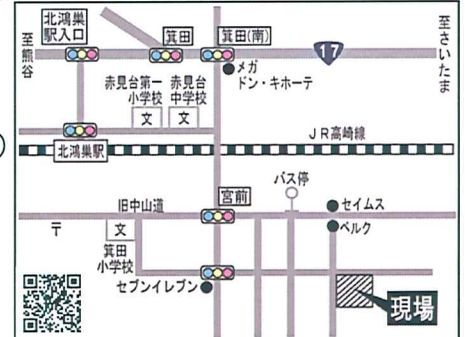 北鴻巣
駅入口
箕田
箕田(南)
至熊谷
至さいたま
17
メガ
ドン・キホーテ
赤見台第一
小学校
赤見台
中学校
文
文
JR高崎線
北鴻巣駅
バス停
宮前
旧中山道
セイムス
ベルク
〒
文
箕田
小学校
セブンイレブン
現場